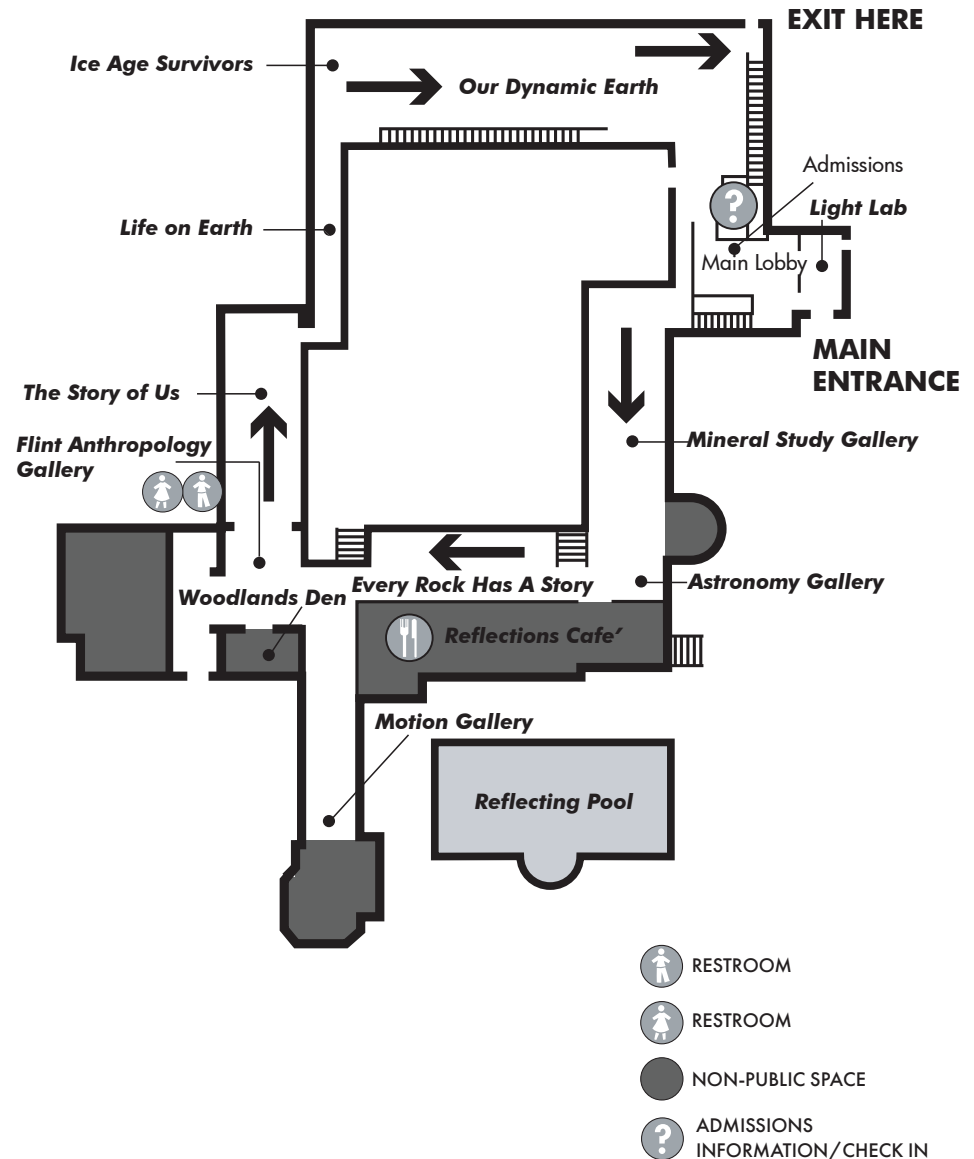 EXIT HERE
Ice Age Survivors
Our Dynamic Earth
Admissions
Light Lab
Life on Earth
?
Main Lobby
MAIN
ENTRANCE
The Story of Us
Flint Anthropology
Gallery
Mineral Study Gallery
Every Rock Has A Story
Astronomy Gallery
Woodlands Den
Reflections Cafe’
Motion Gallery
Reflecting Pool
RESTROOM
RESTROOM
NON-PUBLIC SPACE
?
ADMISSIONS
INFORMATION/CHECK IN